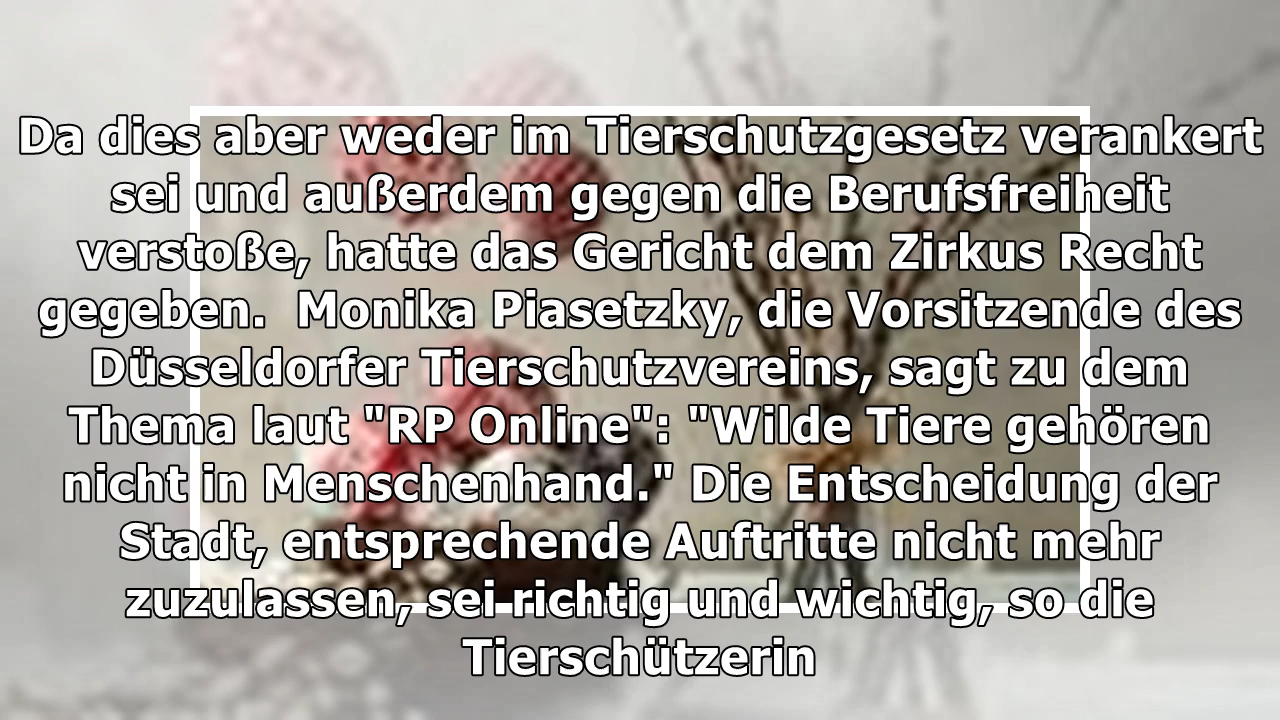 Da dies aber weder im Tierschutzgesetz verankert
sei und außerdem gegen die Berufsfreiheit
verstoße, hatte das Gericht dem Zirkus Recht
gegeben.  Monika Piasetzky, die Vorsitzende des
Düsseldorfer Tierschutzvereins, sagt zu dem
Thema laut "RP Online": "Wilde Tiere gehören
nicht in Menschenhand." Die Entscheidung der
Stadt, entsprechende Auftritte nicht mehr
zuzulassen, sei richtig und wichtig, so die
Tierschützerin